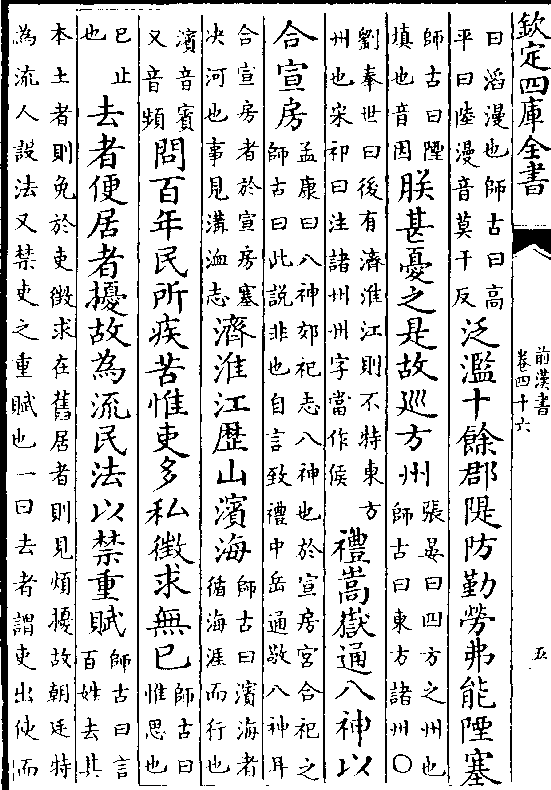 欽定四庫全書
前漢書
卷四十六
五
曰滔漫也師古曰高
平曰陸漫音莫干反
泛濫十餘郡隄防勤勞弗能陻塞
師古曰陻
填也音因
朕甚憂之是故廵方州
張晏曰四方之州也
師古曰東方諸州〇
劉奉世曰後有濟淮江則不特東方
州也宋祁曰注諸州州字當作侯
禮嵩嶽通八神以
合宣房
孟康曰八神郊祀志八神也於宣房宮合祀之
師古曰此説非也自言致禮中岳通敬八神耳
合宣房者於宣房塞
决河也事見溝洫志
濟淮江歴山濱海
師古曰濱海者
循海涯而行也
濱音賓
又音頻
問百年民所疾苦惟吏多私徵求無已
師古曰
惟思也
已止
也
去者便居者擾故為流民法以禁重賦
師古曰言
百姓去其
本土者則免於吏徵求在舊居者則見煩擾故朝廷特
為流人設法又禁吏之重賦也一曰去者謂吏出使而